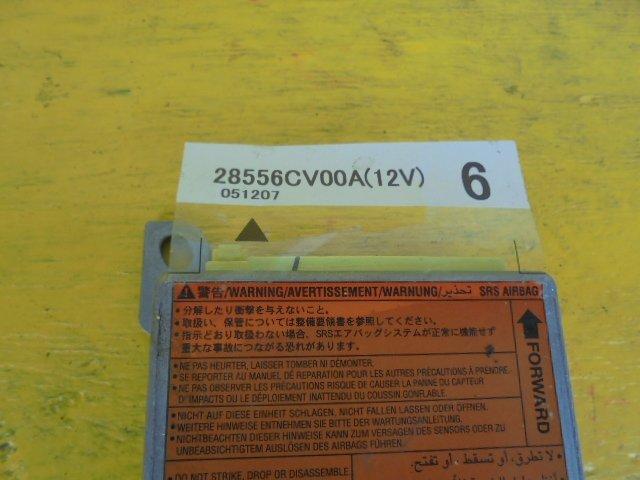 28556CV00A(12V) 6
051207
警告/WARNING/AVERTISSEMENT/WARNUNG/تحذير SRS AIRBAG
・分解したり衝撃を与えないこと。
・取扱い、保管については整備要領書を参照してください。
・指示どおり取扱わない場合、SRSエアバッグシステムが正常に機能せず
重大な事故につながる恐れがあります。
FORWARD
• NE PAS HEURTER, LAISSER TOMBER NI DÉMONTER.
• SE REPORTER AU MANUEL DE REPARATION POUR LES AUTRES PRÉCAUTIONS À PRENDRE.
• NE PAS OBSERVER LES PRÉCAUTIONS RISQUE DE CAUSER LA PANNE DU CAPTEUR
D'IMPACTS OU LE DÉPLOIEMENT INATTENDU DU COUSSIN GONFLABLE.
• NICHT AUF DIESE EINHEIT SCHLAGEN, NICHT FALLEN LASSEN ODER ÖFFNEN.
• WEITERE HINWEISE ENTNEHMEN SIE BITTE DER WARTUNGSANLEITUNG.
• NICHTBEACHTEN DIESER HINWEISE KANN ZUM VERSAGEN DES SENSORS ODER ZU
UNBEABSICHTIGTEM AUSLÖSEN DES AIRBAGS FÜHREN.
• DO NOT STRIKE, DROP OR DISASSEMBLE.
• لا تطرق، أو تسقط، أو تفتح.